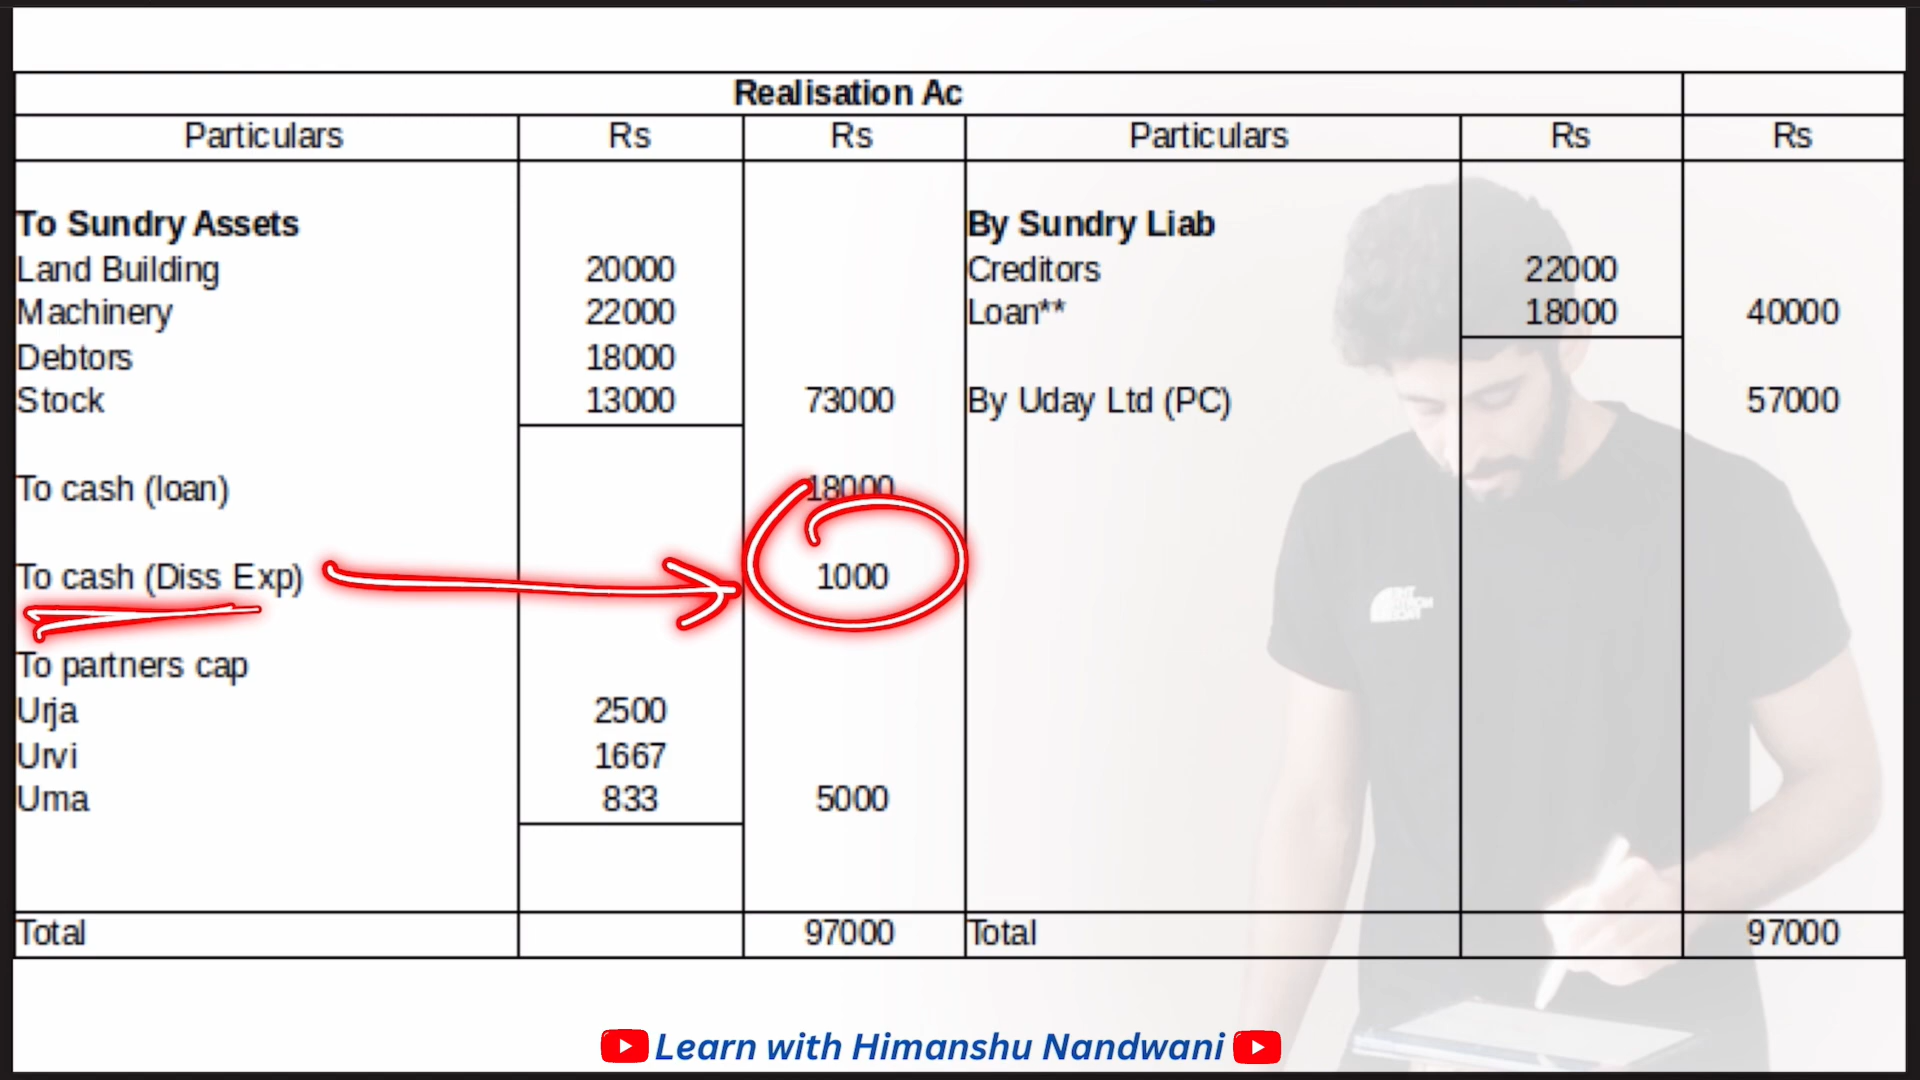 Realisation Ac
Particulars Rs Rs Particulars Rs Rs
To Sundry Assets By Sundry Liab
Land Building 20000 Creditors 22000
Machinery 22000 Loan** 18000 40000
Debtors 18000
Stock 13000 73000 By Uday Ltd (PC) 57000
To cash (loan) 18000
To cash (Diss Exp) 1000
To partners cap
Urja 2500
Urvi 1667
Uma 833 5000
Total 97000 Total 97000
Learn with Himanshu Nandwani